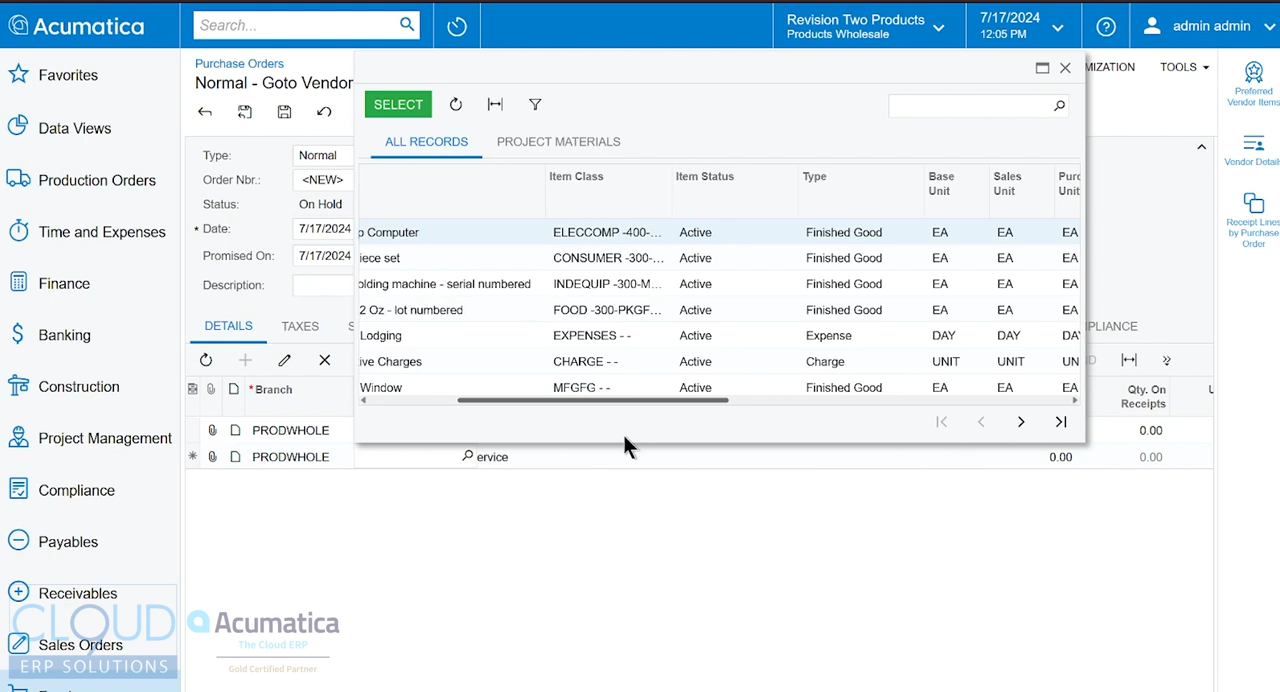 Acumatica
Search...
Revision Two Products
Products Wholesale
7/17/2024
12:05 PM
admin admin
Favorites
Data Views
Production Orders
Time and Expenses
Finance
Banking
Construction
Project Management
Compliance
Payables
Receivables
Sales Orders
Purchase Orders
Normal - Goto Vendor
MIZATION
TOOLS
Preferred
Vendor Items
Vendor Details
Receipt Lines
by Purchase
Order
Type: Normal
Order Nbr.: <NEW>
Status: On Hold
* Date: 7/17/2024
Promised On: 7/17/2024
Description:
DETAILS TAXES S
PLIANCE
* Branch
Qty. On
Receipts
U
PRODWHOLE 0.00
PRODWHOLE ervice 0.00 0.00
SELECT
ALL RECORDS PROJECT MATERIALS
Item Class Item Status Type Base Unit Sales Unit Purc Unit
p Computer ELECCOMP -400-... Active Finished Good EA EA EA
iece set CONSUMER -300-... Active Finished Good EA EA EA
olding machine - serial numbered INDEQUIP -300-M... Active Finished Good EA EA EA
2 Oz - lot numbered FOOD -300-PKGF... Active Finished Good EA EA EA
Lodging EXPENSES - - Active Expense DAY DAY DAY
ive Charges CHARGE - - Active Charge UNIT UNIT UN
Window MFGFG - - Active Finished Good EA EA EA
CLOUD
ERP SOLUTIONS
Acumatica
The Cloud ERP
Gold Certified Partner